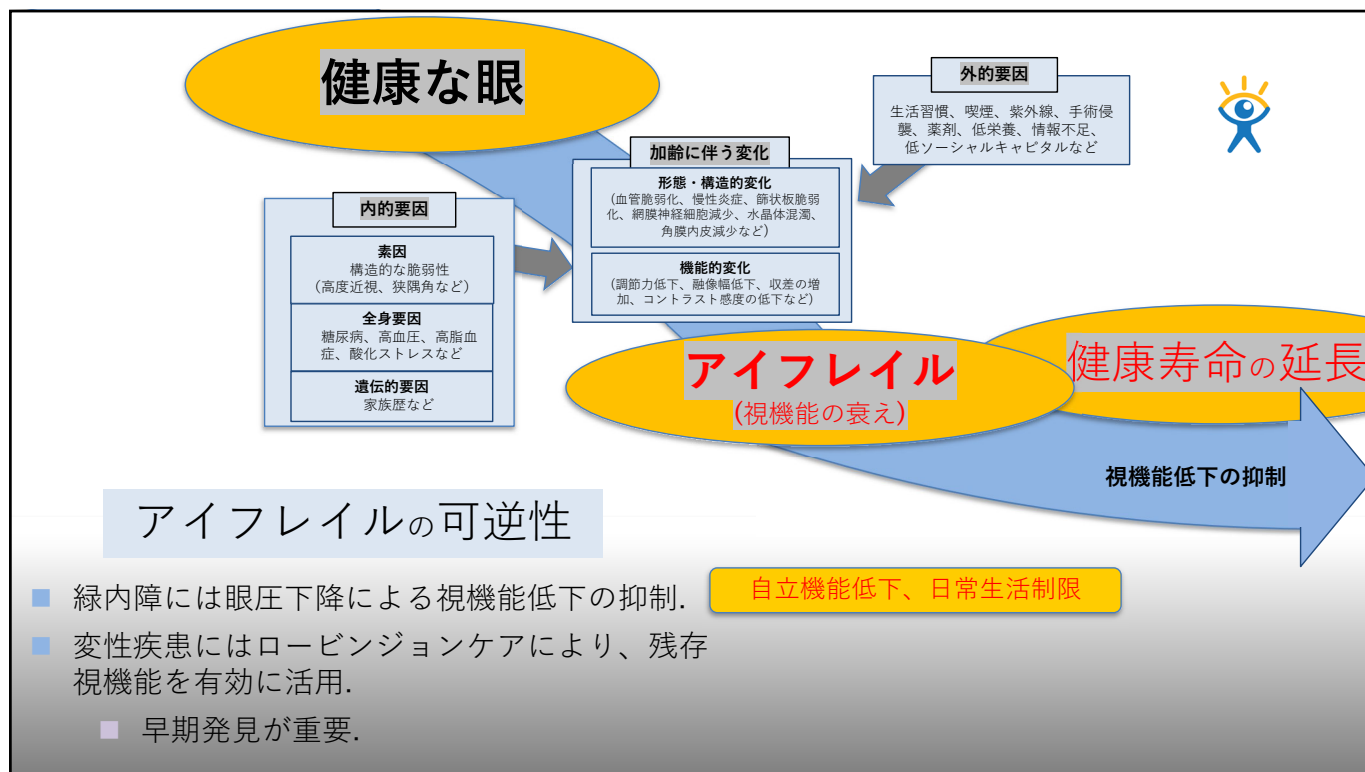 健康な眼
外的要因
生活習慣、喫煙、紫外線、手術侵
襲、薬剤、低栄養、情報不足、
低ソーシャルキャピタルなど
加齢に伴う変化
形態・構造的変化
(血管脆弱化、慢性炎症、篩状板脆弱
化、網膜神経細胞減少、水晶体混濁、
角膜内皮減少など)
機能的変化
(調節力低下、融像幅低下、収差の増
加、コントラスト感度の低下など)
内的要因
素因
構造的な脆弱性
(高度近視、狭隅角など)
全身要因
糖尿病、高血圧、高脂血
症、酸化ストレスなど
遺伝的要因
家族歴など
アイフレイル
(視機能の衰え)
健康寿命の延長
視機能低下の抑制
アイフレイルの可逆性
緑内障には眼圧下降による視機能低下の抑制.
自立機能低下、日常生活制限
変性疾患にはロービンジョンケアにより、残存
視機能を有効に活用.
早期発見が重要.